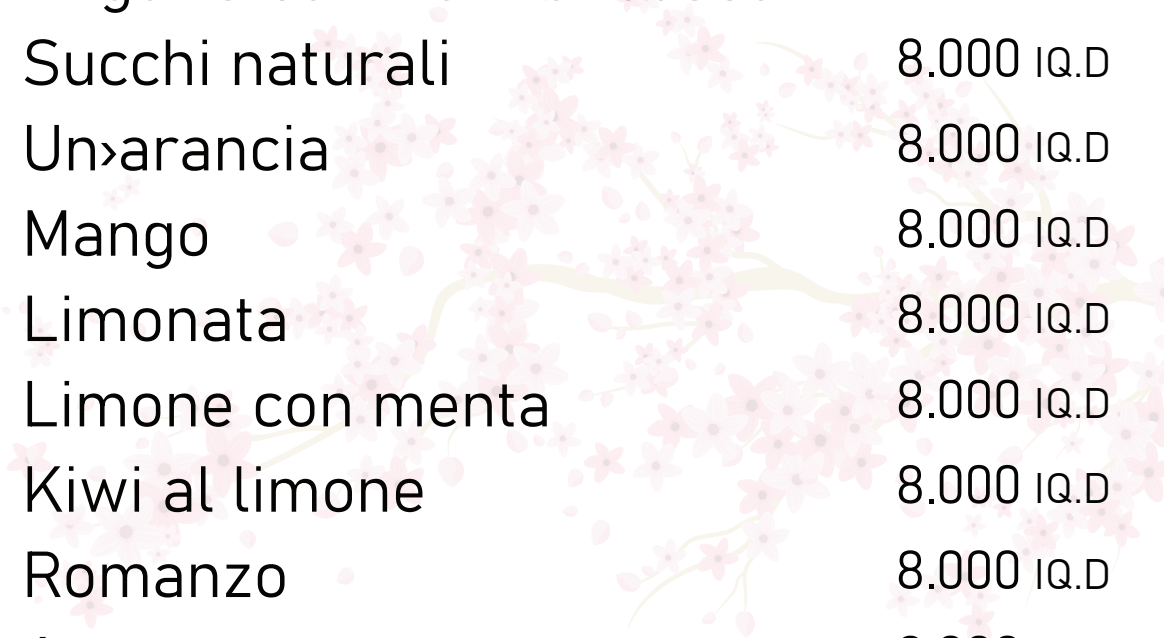 Succhi naturali 8.000 IQ.D
Un›arancia 8.000 IQ.D
Mango 8.000 IQ.D
Limonata 8.000 IQ.D
Limone con menta 8.000 IQ.D
Kiwi al limone 8.000 IQ.D
Romanzo 8.000 IQ.D